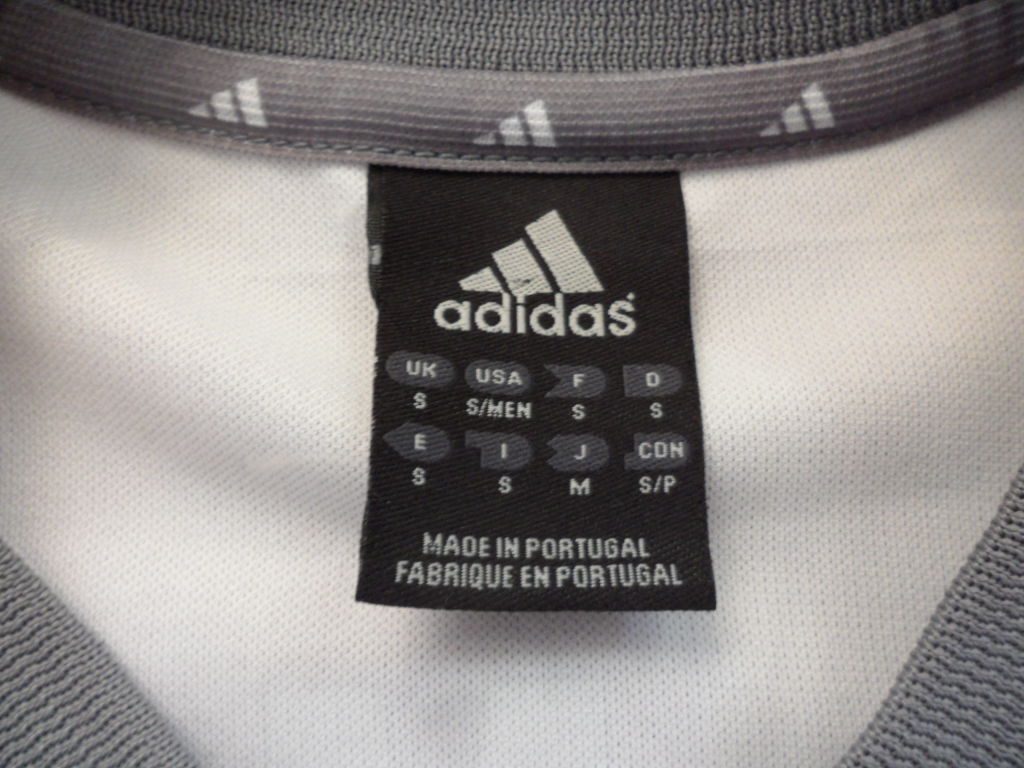 adidas
UK USA F D
S S/MEN S S
E I J CDN
S S M S/P
MADE IN PORTUGAL
FABRIQUE EN PORTUGAL